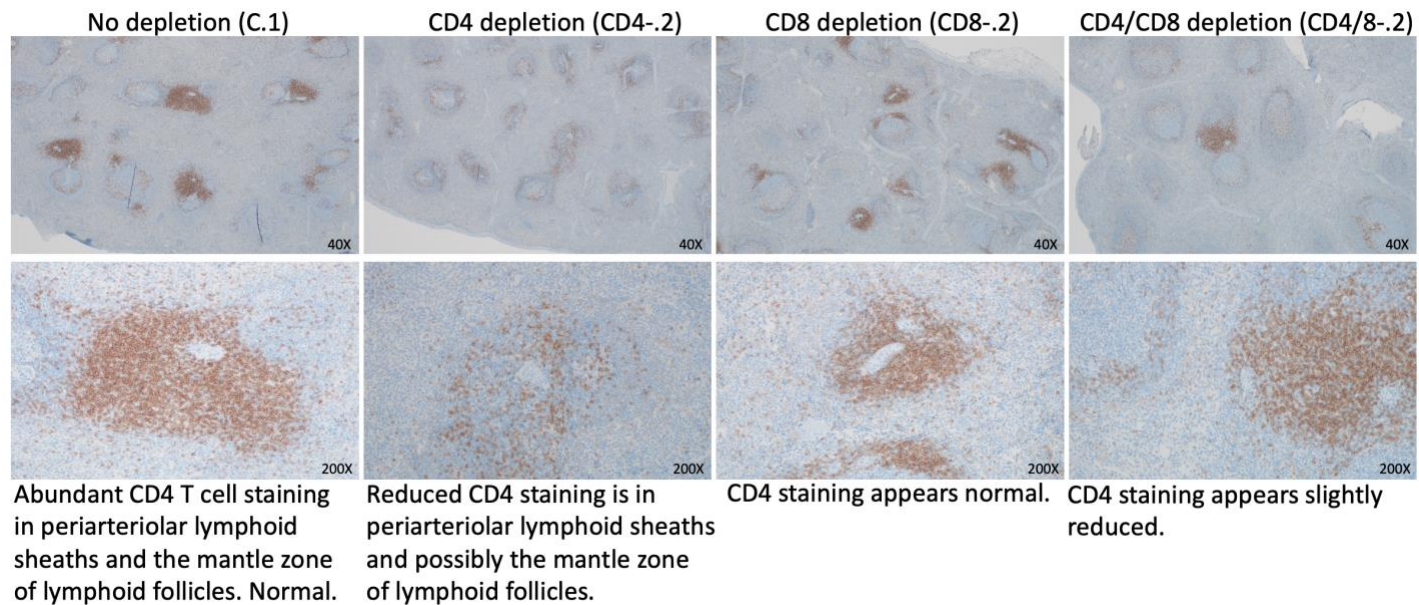 No depletion (C.1)
CD4 depletion (CD4-.2)
CD8 depletion (CD8-.2)
CD4/CD8 depletion (CD4/8-.2)
40X
40X
40X
40X
200X
200X
200X
200X
Abundant CD4 T cell staining
in periarteriolar lymphoid
sheaths and the mantle zone
of lymphoid follicles. Normal.
Reduced CD4 staining is in
periarteriolar lymphoid sheaths
and possibly the mantle zone
of lymphoid follicles.
CD4 staining appears normal.
CD4 staining appears slightly
reduced.